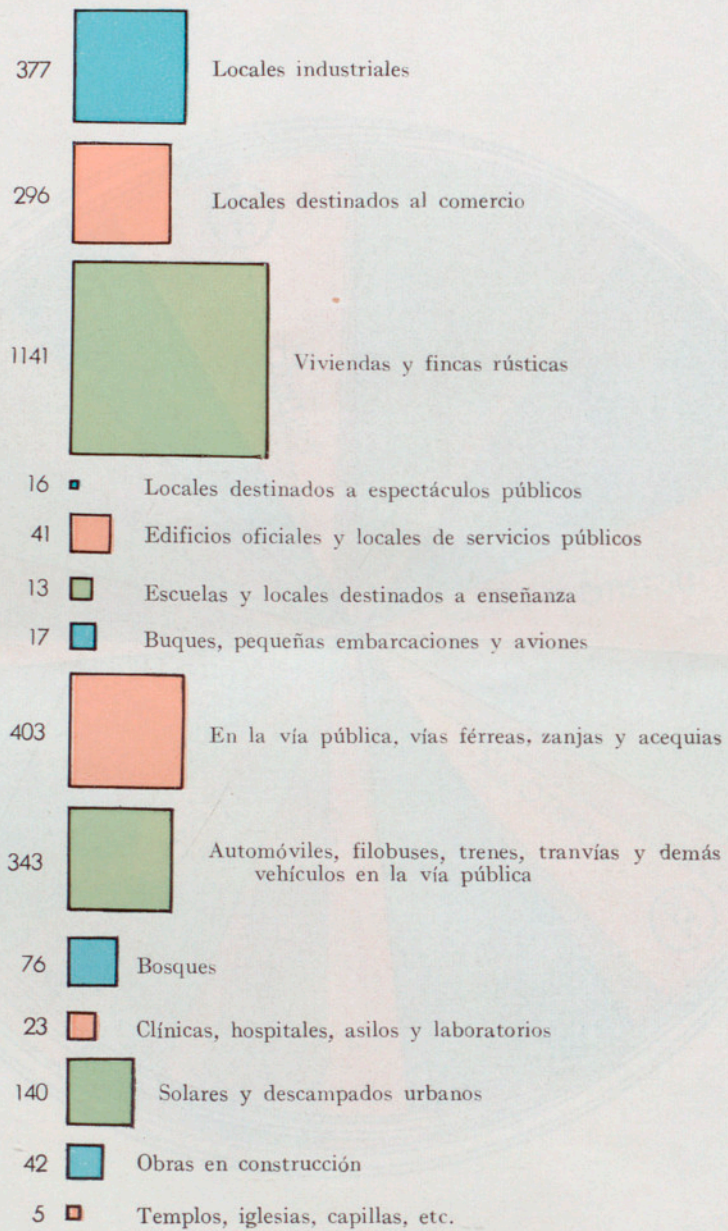 377 Locales industriales
296 Locales destinados al comercio
1141 Viviendas y fincas rústicas
16 Locales destinados a espectáculos públicos
41 Edificios oficiales y locales de servicios públicos
13 Escuelas y locales destinados a enseñanza
17 Buques, pequeñas embarcaciones y aviones
403 En la vía pública, vías férreas, zanjas y acequias
343 Automóviles, filobuses, trenes, tranvías y demás
vehículos en la vía pública
76 Bosques
23 Clínicas, hospitales, asilos y laboratorios
140 Solares y descampados urbanos
42 Obras en construcción
5 Templos, iglesias, capillas, etc.